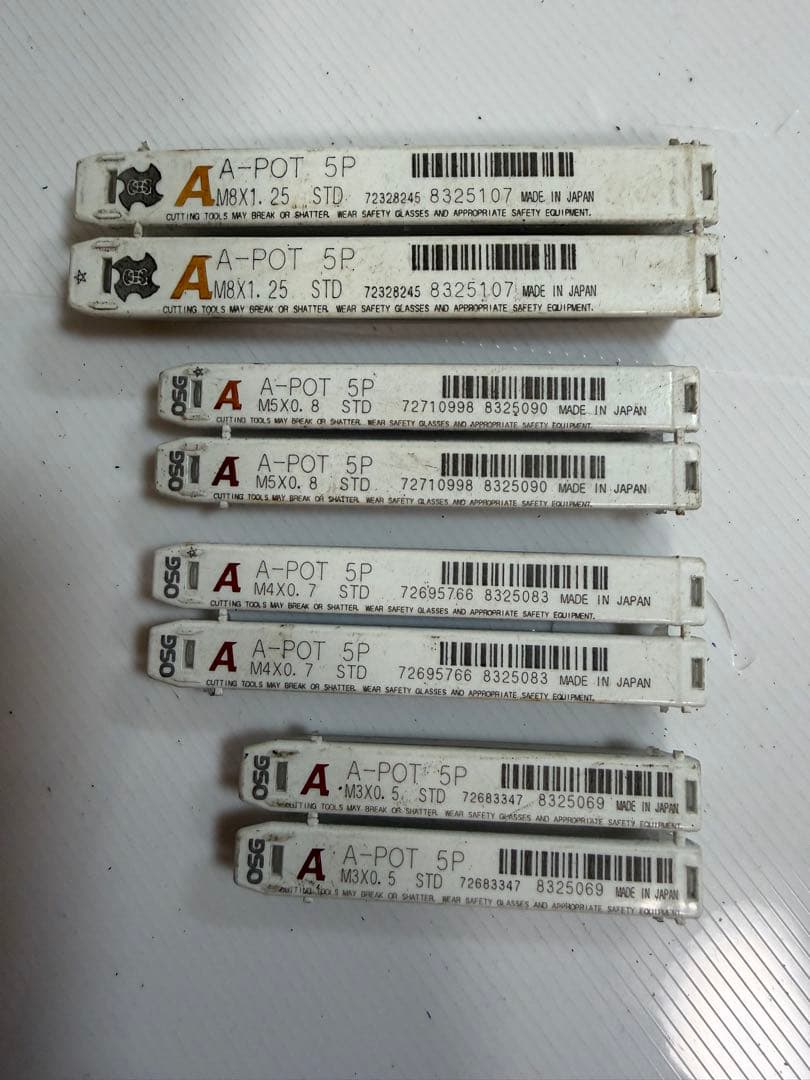 A A-POT 5P
M8X1.25 STD 72328245 8325107 MADE IN JAPAN
CUTTING TOOLS MAY BREAK OR SHATTER. WEAR SAFETY GLASSES AND APPROPRIATE SAFETY EQUIPMENT.
A A-POT 5P
M8X1.25 STD 72328245 8325107 MADE IN JAPAN
CUTTING TOOLS MAY BREAK OR SHATTER. WEAR SAFETY GLASSES AND APPROPRIATE SAFETY EQUIPMENT.
OSG A A-POT 5P
M5X0.8 STD 72710998 8325090 MADE IN JAPAN
CUTTING TOOLS MAY BREAK OR SHATTER. WEAR SAFETY GLASSES AND APPROPRIATE SAFETY EQUIPMENT.
OSG A A-POT 5P
M5X0.8 STD 72710998 8325090 MADE IN JAPAN
CUTTING TOOLS MAY BREAK OR SHATTER. WEAR SAFETY GLASSES AND APPROPRIATE SAFETY EQUIPMENT.
OSG A A-POT 5P
M4X0.7 STD 72695766 8325083 MADE IN JAPAN
CUTTING TOOLS MAY BREAK OR SHATTER. WEAR SAFETY GLASSES AND APPROPRIATE SAFETY EQUIPMENT.
OSG A A-POT 5P
M4X0.7 STD 72695766 8325083 MADE IN JAPAN
CUTTING TOOLS MAY BREAK OR SHATTER. WEAR SAFETY GLASSES AND APPROPRIATE SAFETY EQUIPMENT.
OSG A A-POT 5P
M3X0.5 STD 72683347 8325069 MADE IN JAPAN
CUTTING TOOLS MAY BREAK OR SHATTER. WEAR SAFETY GLASSES AND APPROPRIATE SAFETY EQUIPMENT.
OSG A A-POT 5P
M3X0.5 STD 72683347 8325069 MADE IN JAPAN
CUTTING TOOLS MAY BREAK OR SHATTER. WEAR SAFETY GLASSES AND APPROPRIATE SAFETY EQUIPMENT.